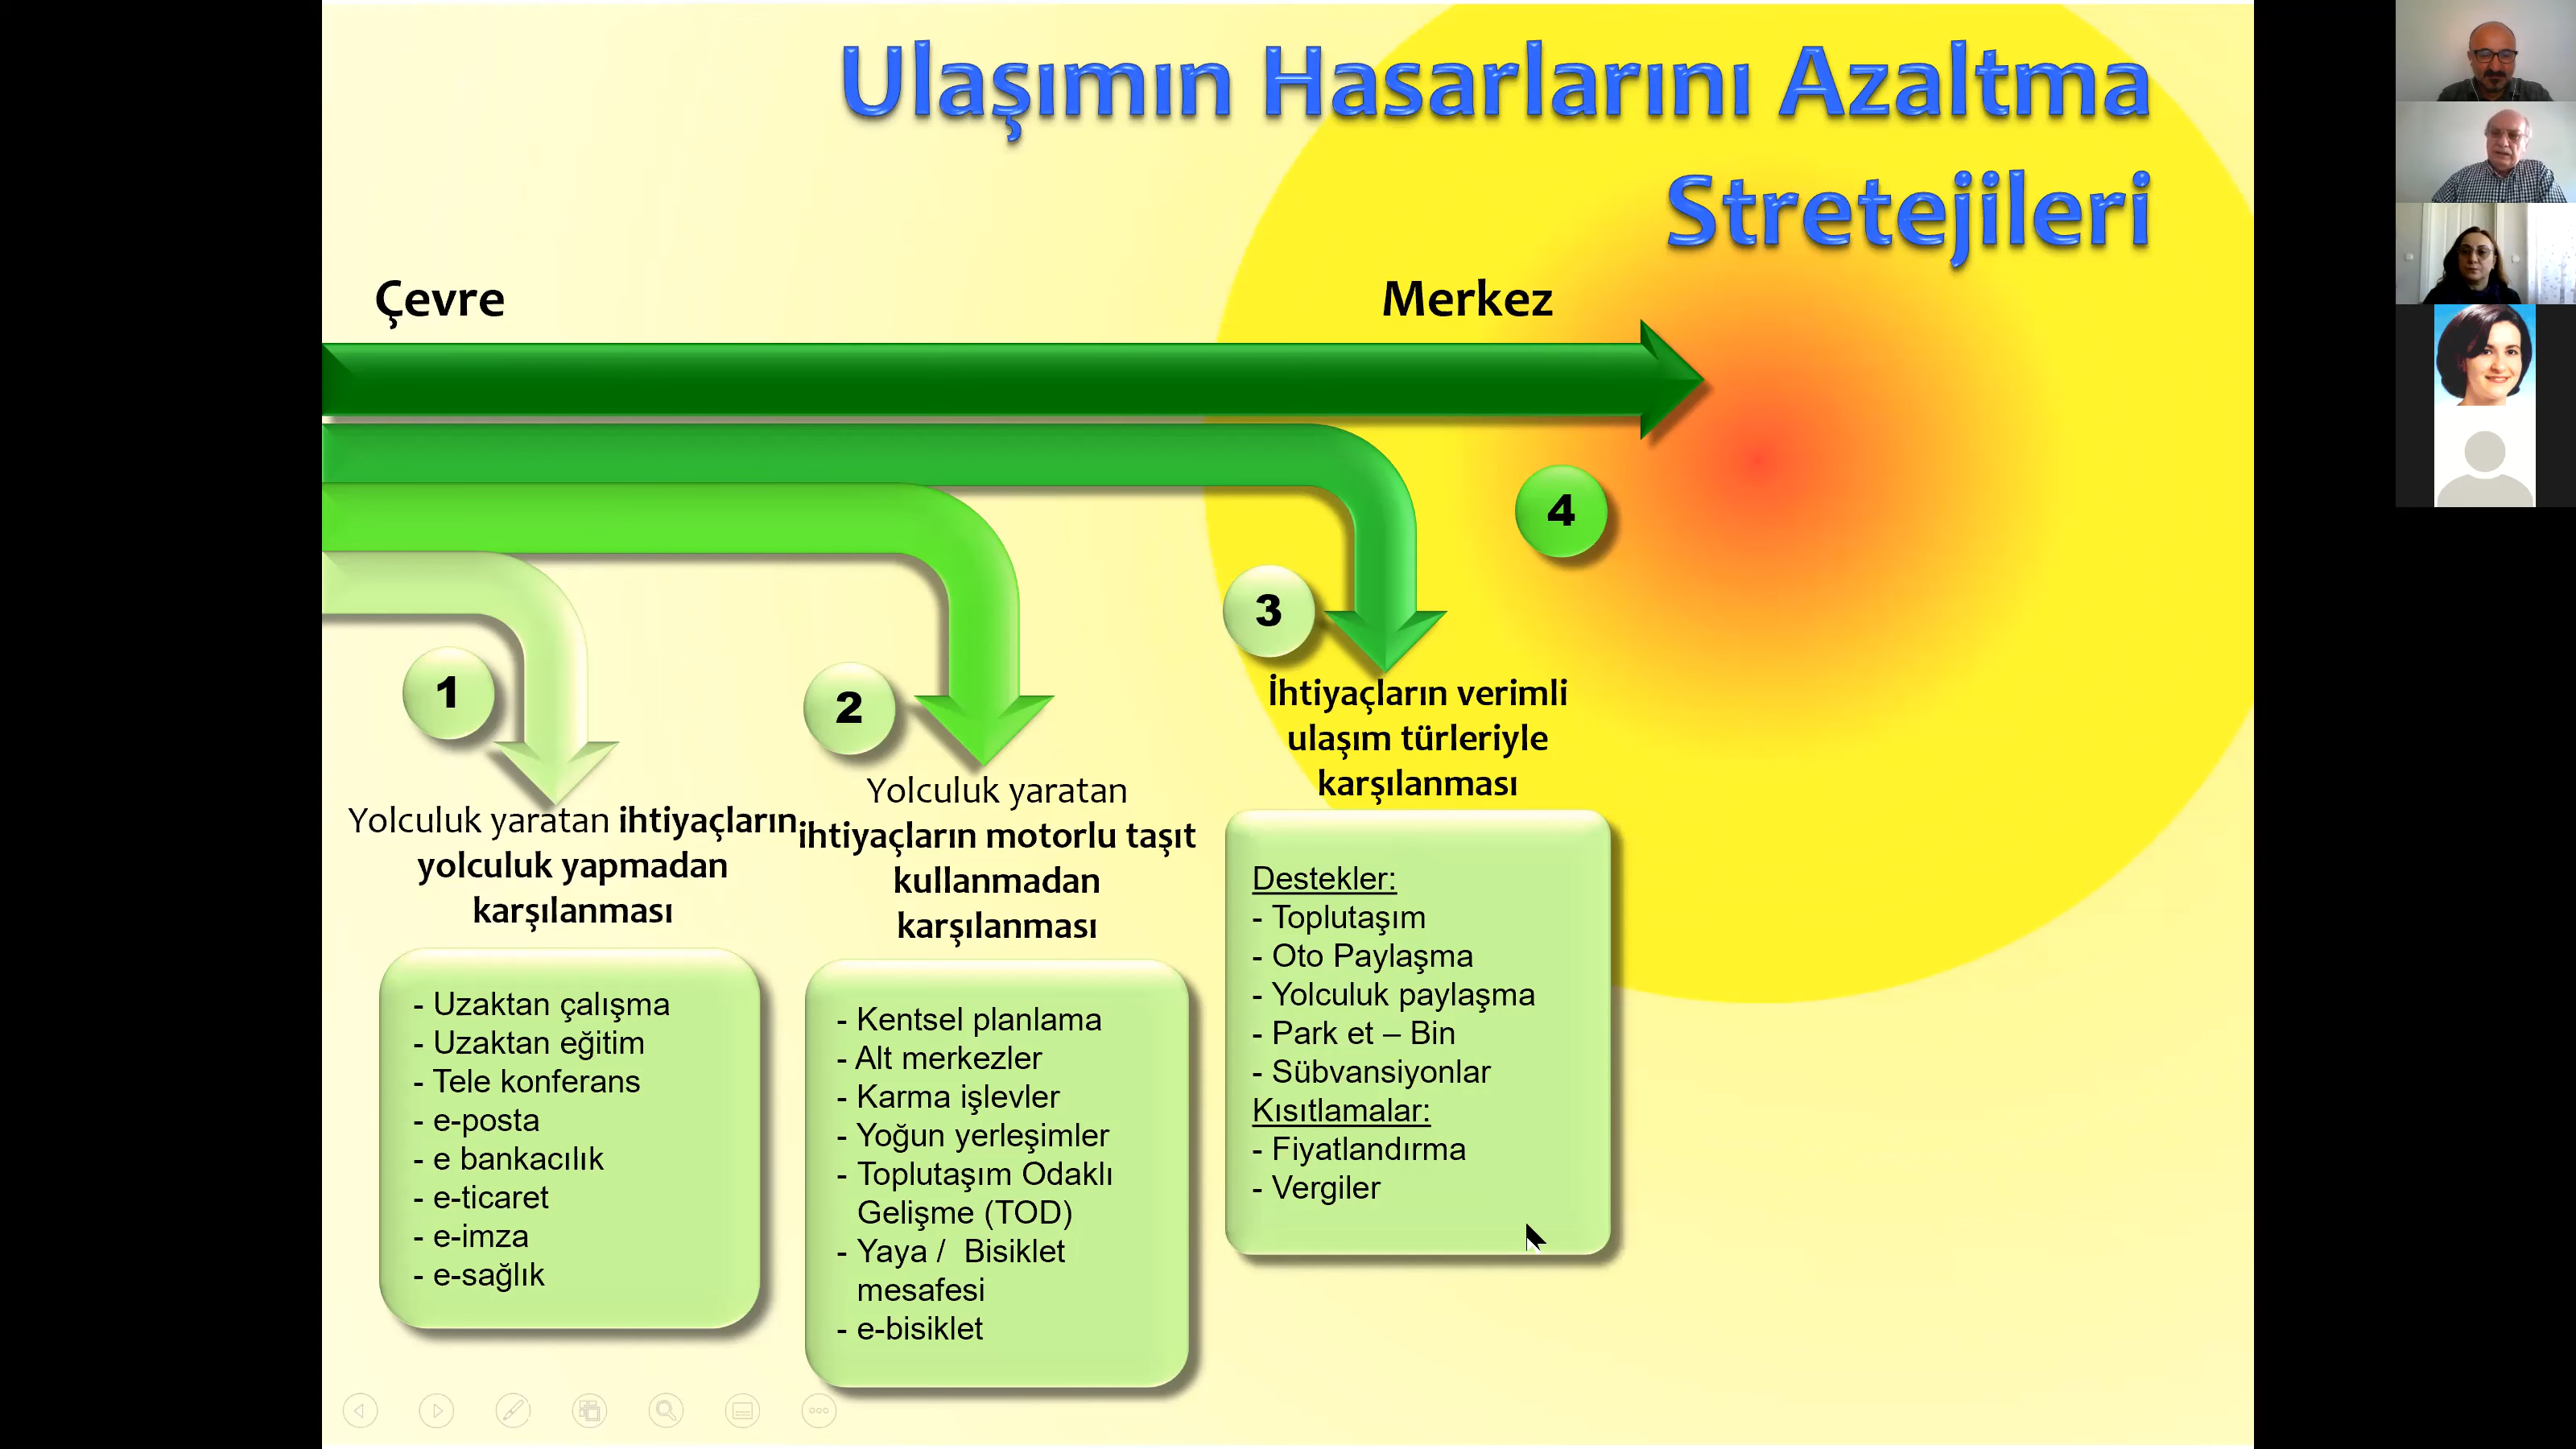 Ulaşımın Hasarlarını Azaltma
Stretejileri
Çevre
Merkez
4
3
1
2
İhtiyaçların verimli
ulaşım türleriyle
karşılanması
Yolculuk yaratan ihtiyaçların
yolculuk yapmadan
karşılanması
Yolculuk yaratan
ihtiyaçların motorlu taşıt
kullanmadan
karşılanması
- Uzaktan çalışma
- Uzaktan eğitim
- Tele konferans
- e-posta
- e bankacılık
- e-ticaret
- e-imza
- e-sağlık
- Kentsel planlama
- Alt merkezler
- Karma işlevler
- Yoğun yerleşimler
- Toplutaşım Odaklı
Gelişme (TOD)
- Yaya / Bisiklet
mesafesi
- e-bisiklet
Destekler:
- Toplutaşım
- Oto Paylaşma
- Yolculuk paylaşma
- Park et – Bin
- Sübvansiyonlar
Kısıtlamalar:
- Fiyatlandırma
- Vergiler